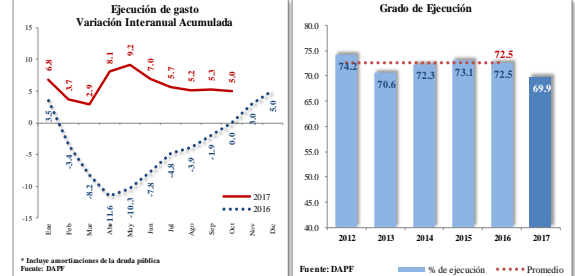 Ejecución de gasto
Variación Interanual Acumulada
15
10
5
0
-5
-10
-15
6.8
3.7
2.9
8.1
9.2
7.0
5.7
5.2
5.3
5.0
3.5
-3.4
-8.2
-11.6
-10.3
-7.8
-4.8
-3.9
-1.9
0.0
3.0
5.0
Ene
Feb
Mar
Abr
May
Jun
Jul
Ago
Sep
Oct
Nov
Dic
2017
2016
* Incluye amortizaciones de la deuda pública
Fuente: DAPF
Grado de Ejecución
80.0
75.0
70.0
65.0
60.0
55.0
50.0
45.0
40.0
74.2
70.6
72.3
73.1
72.5
72.5
69.9
2012
2013
2014
2015
2016
2017
Fuente: DAPF
% de ejecución
Promedio